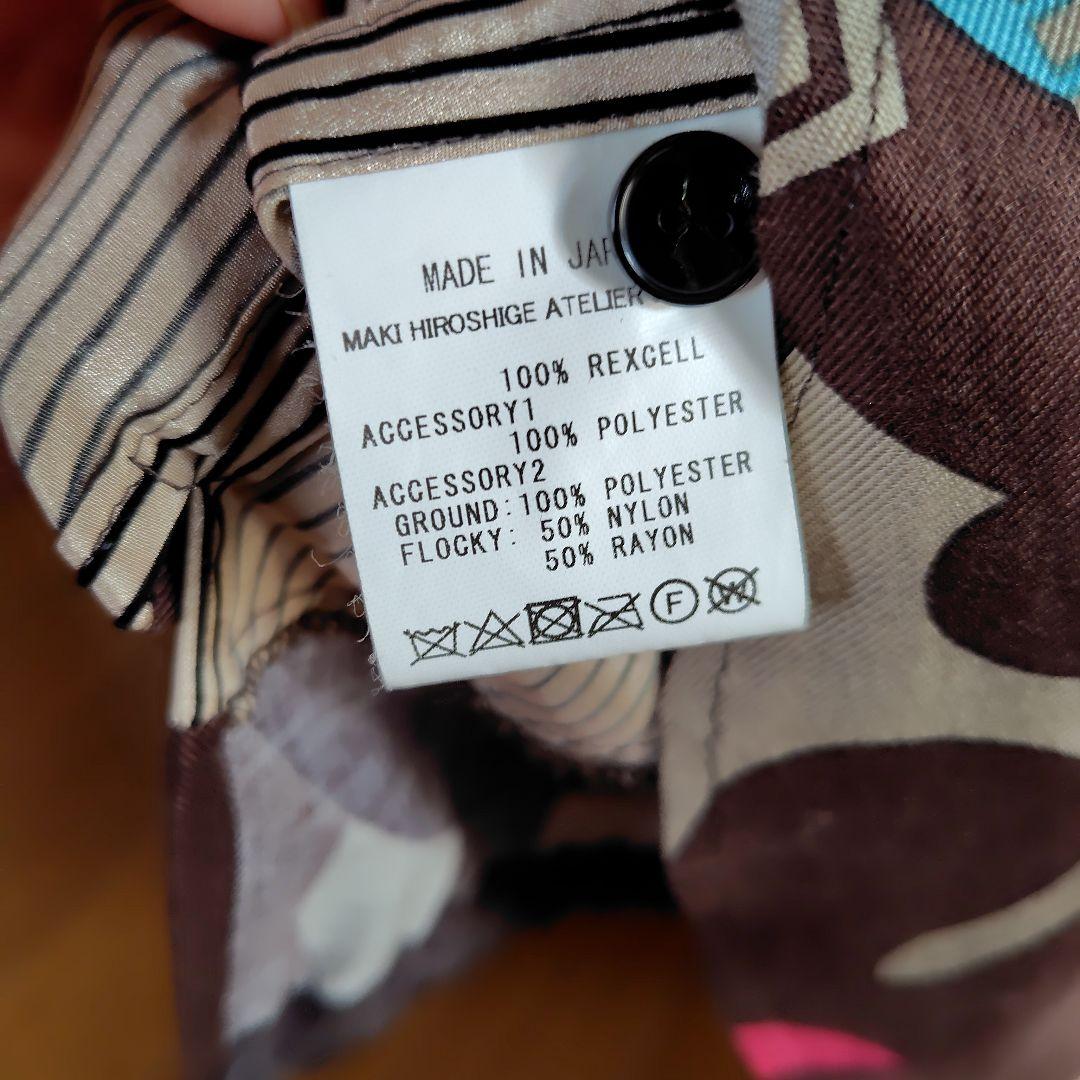 MADE IN JAP
MAKI HIROSHIGE ATELIER
100% REXCELL
ACCESSORY1
100% POLYESTER
ACCESSORY2
GROUND:100% POLYESTER
FLOCKY: 50% NYLON
50% RAYON
F W